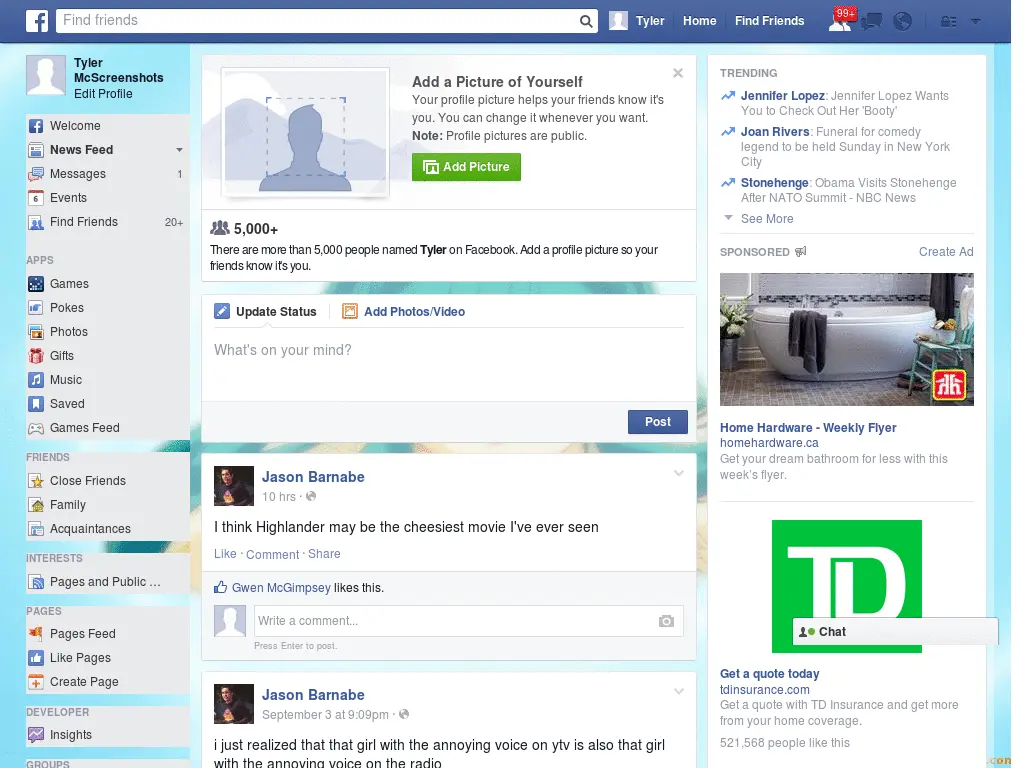 Find friends
Tyler
Home
Find Friends
99+
Tyler
McScreenshots
Edit Profile
Welcome
News Feed
Messages 1
Events
6
Find Friends 20+
APPS
Games
Pokes
Photos
Gifts
Music
Saved
Games Feed
FRIENDS
Close Friends
Family
Acquaintances
INTERESTS
Pages and Public ...
PAGES
Pages Feed
Like Pages
Create Page
DEVELOPER
Insights
GROUPS
Add a Picture of Yourself
Your profile picture helps your friends know it's
you. You can change it whenever you want.
Note: Profile pictures are public.
Add Picture
5,000+
There are more than 5,000 people named Tyler on Facebook. Add a profile picture so your
friends know it's you.
Update Status
Add Photos/Video
What's on your mind?
Post
Jason Barnabe
10 hrs ·
I think Highlander may be the cheesiest movie I've ever seen
Like · Comment · Share
Gwen McGimpsey likes this.
Write a comment...
Press Enter to post.
Jason Barnabe
September 3 at 9:09pm ·
i just realized that that girl with the annoying voice on ytv is also that girl
with the annoying voice on the radio
TRENDING
Jennifer Lopez: Jennifer Lopez Wants
You to Check Out Her 'Booty'
Joan Rivers: Funeral for comedy
legend to be held Sunday in New York
City
Stonehenge: Obama Visits Stonehenge
After NATO Summit - NBC News
See More
SPONSORED
Create Ad
Home Hardware - Weekly Flyer
homehardware.ca
Get your dream bathroom for less with this
week's flyer.
TD
Chat
Get a quote today
tdinsurance.com
Get a quote with TD Insurance and get more
from your home coverage.
521,568 people like this
.com